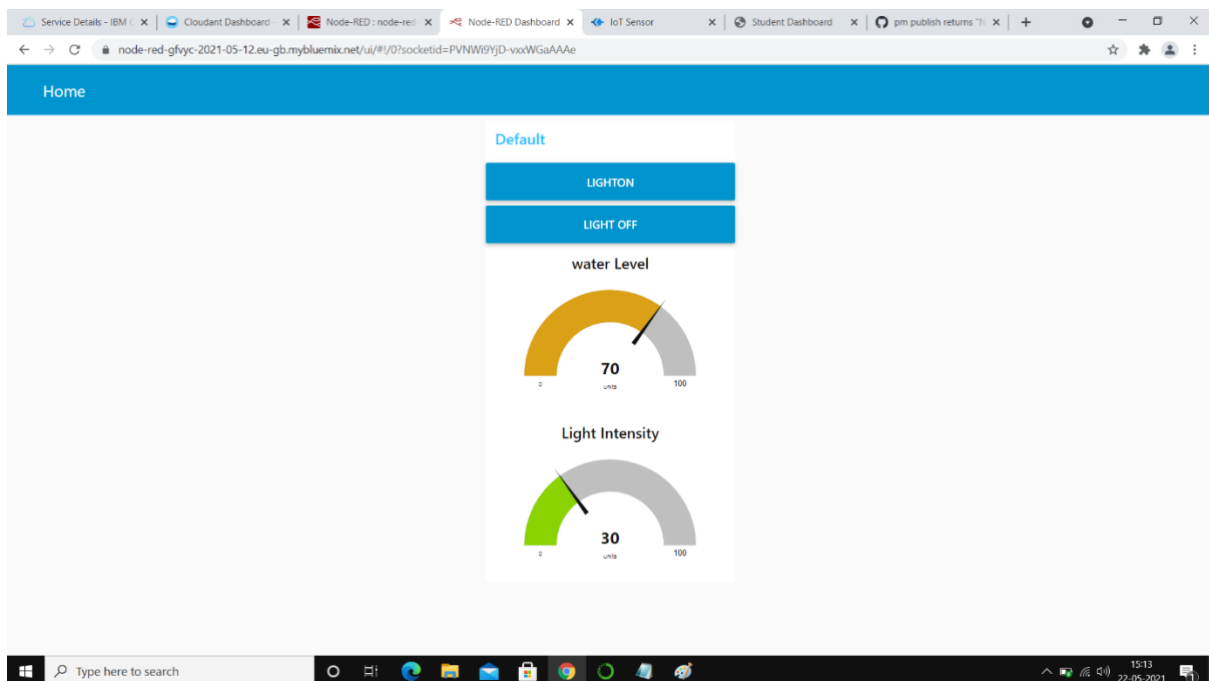 Service Details - IBM C
Cloudant Dashboard -
Node-RED : node-red
Node-RED Dashboard
IoT Sensor
Student Dashboard
pm publish returns "N
node-red-gfvyc-2021-05-12.eu-gb.mybluemix.net/ui/#!/0?socketid=PVNWi9YjD-vxxWGaAAAe
Home
Default
LIGHTON
LIGHT OFF
water Level
70
0
units
100
Light Intensity
30
0
units
100
Type here to search
15:13
22-05-2021